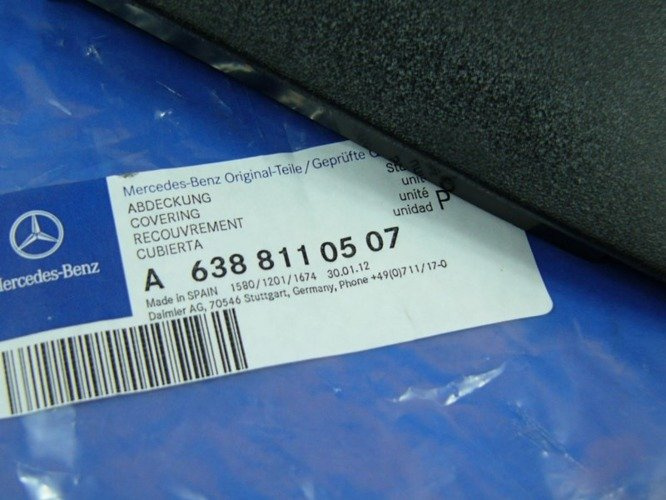 Mercedes-Benz Original-Teile/Geprüfte
ABDECKUNG
COVERING
RECOUVREMENT
CUBIERTA
unité
unidad P
A 638 811 05 07
Made in SPAIN 1580/1201/1674 30.01.12
Daimler AG, 70546 Stuttgart, Germany, Phone +49(0)711/17-0
Mercedes-Benz